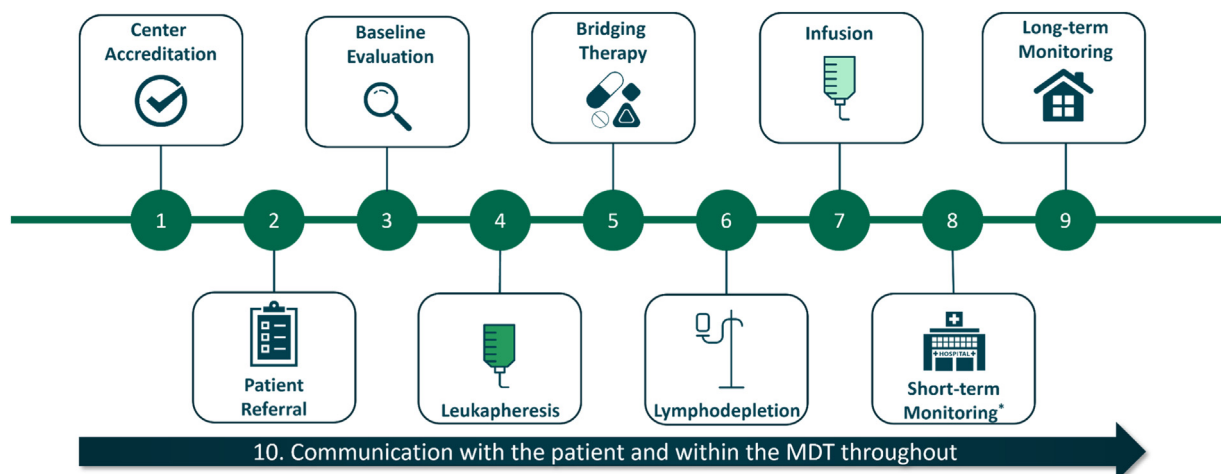 Center
Accreditation
Baseline
Evaluation
Bridging
Therapy
Infusion
Long-term
Monitoring
1
2
3
4
5
6
7
8
9
Patient
Referral
Leukapheresis
Lymphodepletion
HOSPITAL
Short-term
Monitoring*
10. Communication with the patient and within the MDT throughout